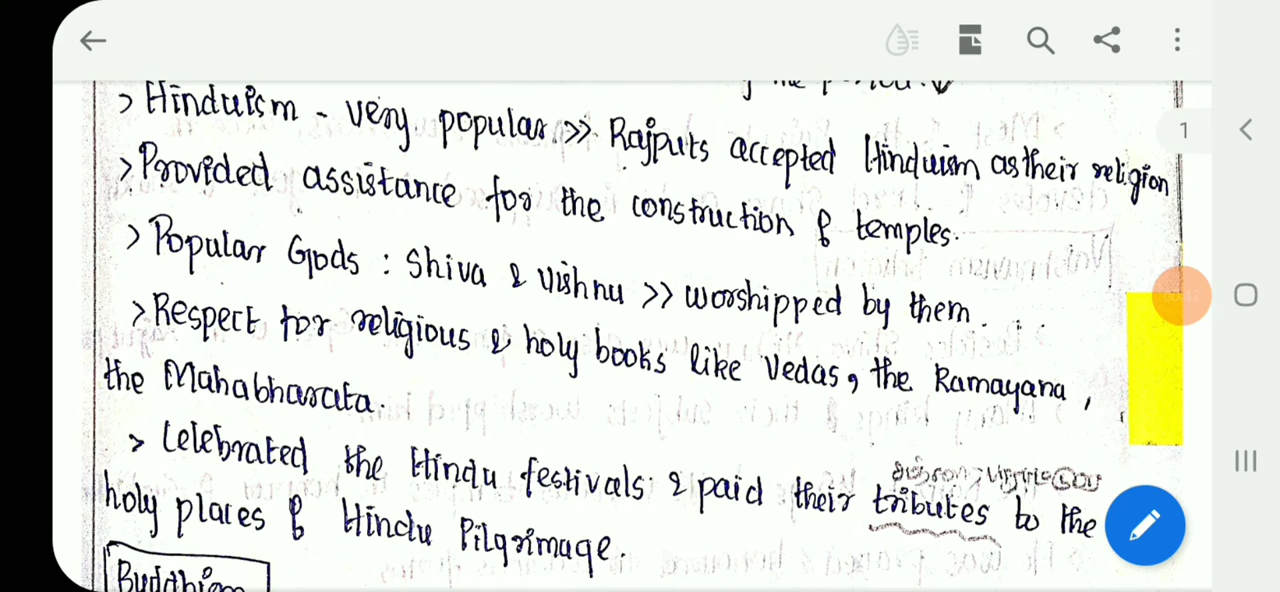 1
> Hinduism - very popular >> Rajputs accepted Hinduism as their religion
> Provided assistance for the construction of temples.
> Popular Gods : Shiva & Vishnu >> worshipped by them.
> Respect for religious & holy books like Vedas, the Ramayana,
the Mahabharata.
> Celebrated the Hindu festivals & paid their tributes to the
holy places of Hindu Pilgrimage.
Buddhism